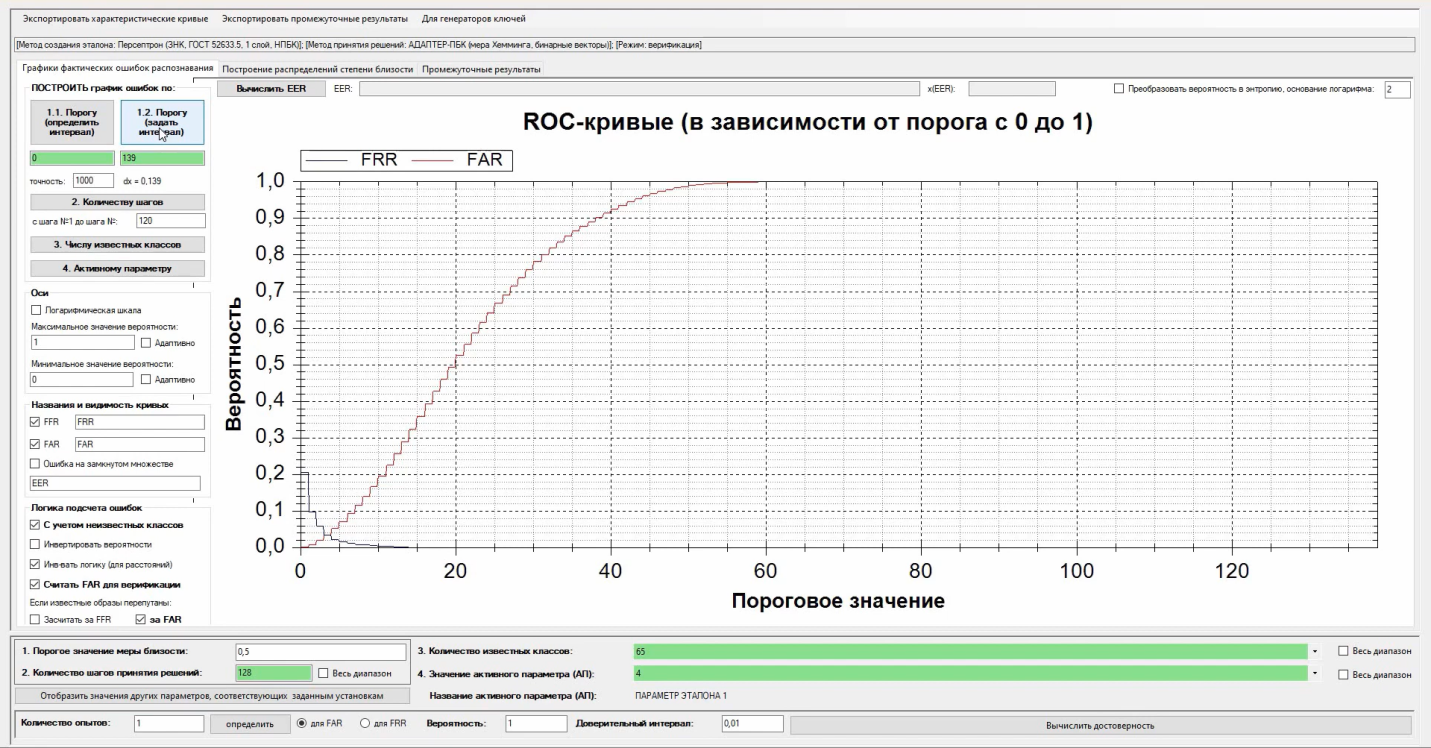 Экспортировать характеристические кривые Экспортировать промежуточные результаты Для генераторов ключей
[Метод создания эталона: Персептрон (ЗНК, ГОСТ 52633.5, 1 слой, НПБК)]; [Метод принятия решений: АДАПТЕР-ПБК (мера Хемминга, бинарные векторы)]; [Режим: верификация]
Графики фактических ошибок распознавания Построение распределений степени близости Промежуточные результаты
ПОСТРОИТЬ график ошибок по:
1.1. Порогу
(определить
интервал)
1.2. Порогу
(задать
интервал)
0 139
точность: 1000 dx = 0,139
2. Количеству шагов
с шага №1 до шага №: 120
3. Числу известных классов
4. Активному параметру
Оси
Логарифмическая шкала
Максимальное значение вероятности:
1 Адаптивно
Минимальное значение вероятности:
0 Адаптивно
Названия и видимость кривых
FFR FRR
FAR FAR
Ошибка на замкнутом множестве
EER
Логика подсчета ошибок
С учетом неизвестных классов
Инвертировать вероятности
Инв-вать логику (для расстояний)
Считать FAR для верификации
Если известные образы перепутаны:
Засчитать за FFR за FAR
Вычислить EER EER: x(EER): Преобразовать вероятность в энтропию, основание логарифма: 2
ROC-кривые (в зависимости от порога с 0 до 1)
FRR FAR
Вероятность
1,0
0,9
0,8
0,7
0,6
0,5
0,4
0,3
0,2
0,1
0,0
0 20 40 60 80 100 120
Пороговое значение
1. Порогое значение меры близости: 0,5
2. Количество шагов принятия решений: 128 Весь диапазон
Отобразить значения других параметров, соответствующих заданным установкам
3. Количество известных классов: 65 Весь диапазон
4. Значение активного параметра (АП): 4 Весь диапазон
Название активного параметра (АП): ПАРАМЕТР ЭТАЛОНА 1
Количество опытов: 1 определить для FAR для FRR Вероятность: 1 Доверительный интервал: 0,01 Вычислить достоверность